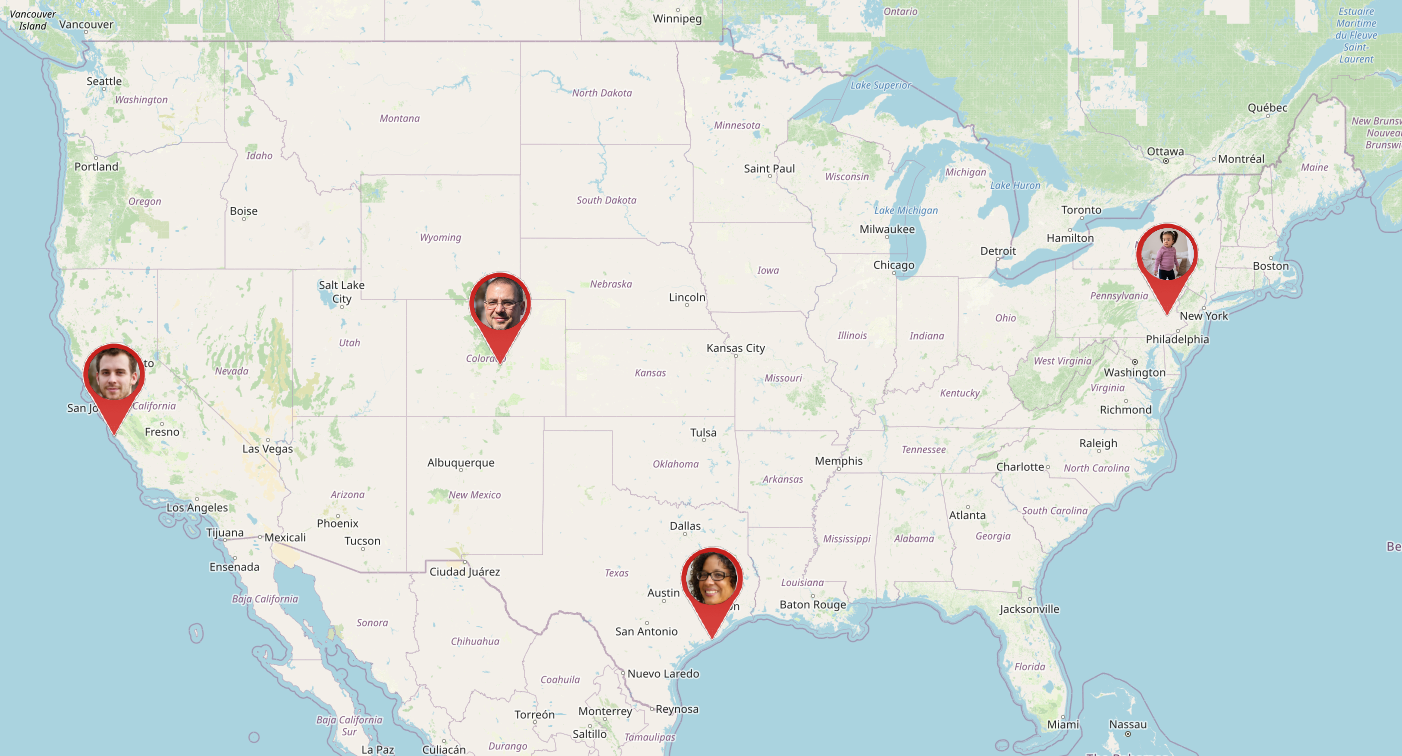 Vancouver
Island
Vancouver
Winnipeg
Ontario
Estuaire
Maritime
du Fleuve
Saint-
Laurent
Seattle
Washington
North Dakota
Lake Superior
Québec
Montana
Minnesota
New Bruns
Nouveau
Brunswi
Portland
Idaho
Ottawa
Montréal
Saint Paul
Wisconsin
Michigan
Maine
Lake Huron
Oregon
South Dakota
Boise
Lake Michigan
Toronto
Milwaukee
Hamilton
Wyoming
Detroit
Chicago
Boston
Iowa
Salt Lake
City
Nebraska
Lincoln
Pennsylvania
New York
Ohio
Illinois
Indiana
Philadelphia
Utah
Kansas City
Colorado
to
Nevada
Kansas
Missouri
West Virginia
Washington
Virginia
Kentucky
San Jo
California
Richmond
Fresno
Tulsa
Raleigh
Las Vegas
Tennessee
Albuquerque
Oklahoma
Memphis
Charlotte
North Carolina
Arkansas
Arizona
New Mexico
Los Angeles
South Carolina
Atlanta
Phoenix
Dallas
Tijuana
Mexicali
Tucson
Mississippi
Alabama
Georgia
Be
Ensenada
Ciudad Juárez
Texas
Louisiana
Austin
on
Baja California
Baton Rouge
Jacksonville
Sonora
San Antonio
Chihuahua
Florida
Nuevo Laredo
Coahuila
Baja California
Sur
Torreón
Monterrey
Reynosa
Saltillo
Tamaulipas
Miami
Nassau
La Paz
Culiacán
Durango